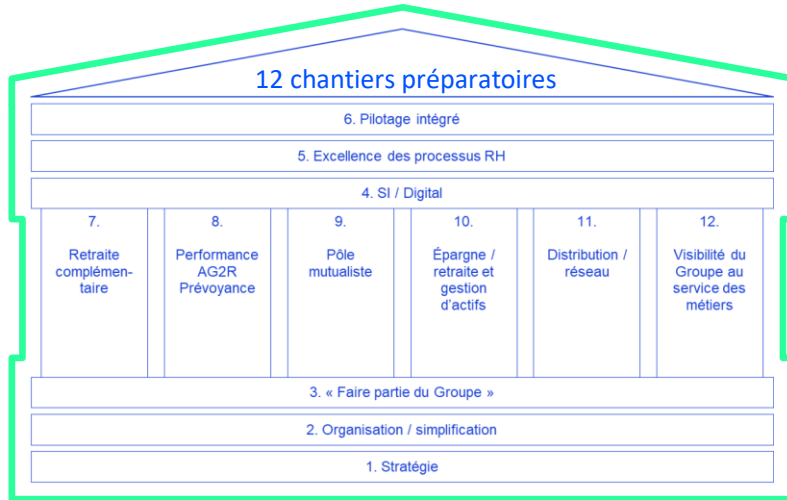 12 chantiers préparatoires
6. Pilotage intégré
5. Excellence des processus RH
4. SI / Digital
7.
Retraite
complémen-
taire
8.
Performance
AG2R
Prévoyance
9.
Pôle
mutualiste
10.
Épargne /
retraite et
gestion
d'actifs
11.
Distribution /
réseau
12.
Visibilité du
Groupe au
service des
métiers
3. « Faire partie du Groupe »
2. Organisation / simplification
1. Stratégie